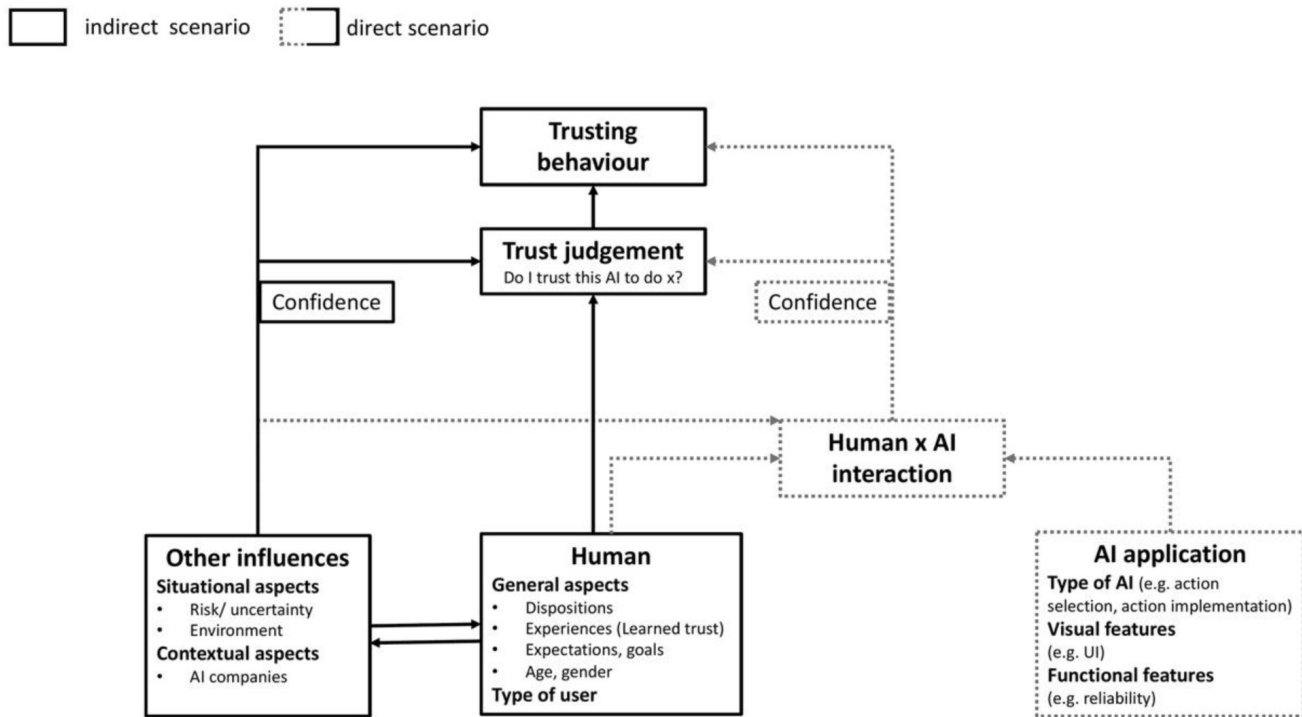 indirect scenario
direct scenario
Trusting
behaviour
Trust judgement
Do I trust this AI to do x?
Confidence
Confidence
Human x AI
interaction
Other influences
Situational aspects
• Risk/ uncertainty
• Environment
Contextual aspects
• AI companies
Human
General aspects
• Dispositions
• Experiences (Learned trust)
• Expectations, goals
• Age, gender
Type of user
AI application
Type of AI (e.g. action
selection, action implementation)
Visual features
(e.g. UI)
Functional features
(e.g. reliability)